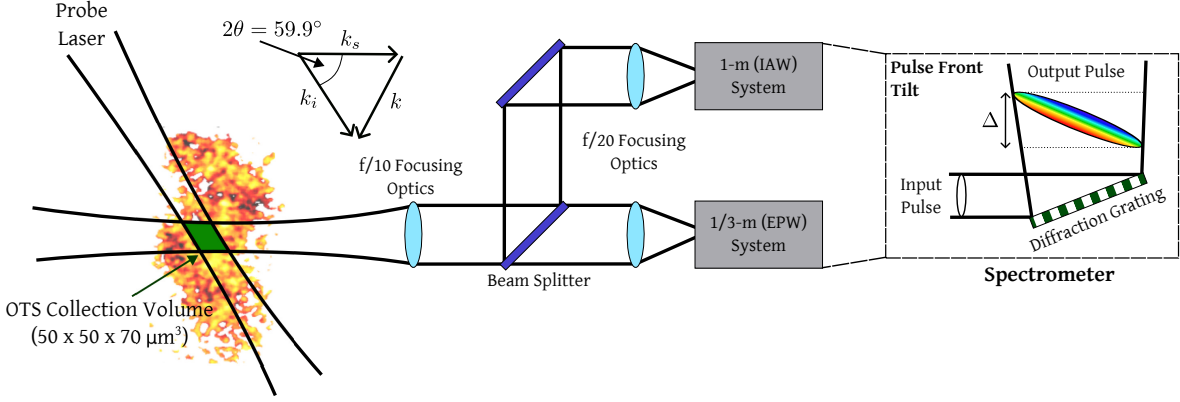 Probe
Laser
2θ = 59.9°
k_s
k_i
k
f/10 Focusing
Optics
f/20 Focusing
Optics
1-m (IAW)
System
1/3-m (EPW)
System
Beam Splitter
OTS Collection Volume
(50 x 50 x 70 μm³)
Pulse Front
Tilt
Output Pulse
Δ
Input
Pulse
Diffraction Grating
Spectrometer